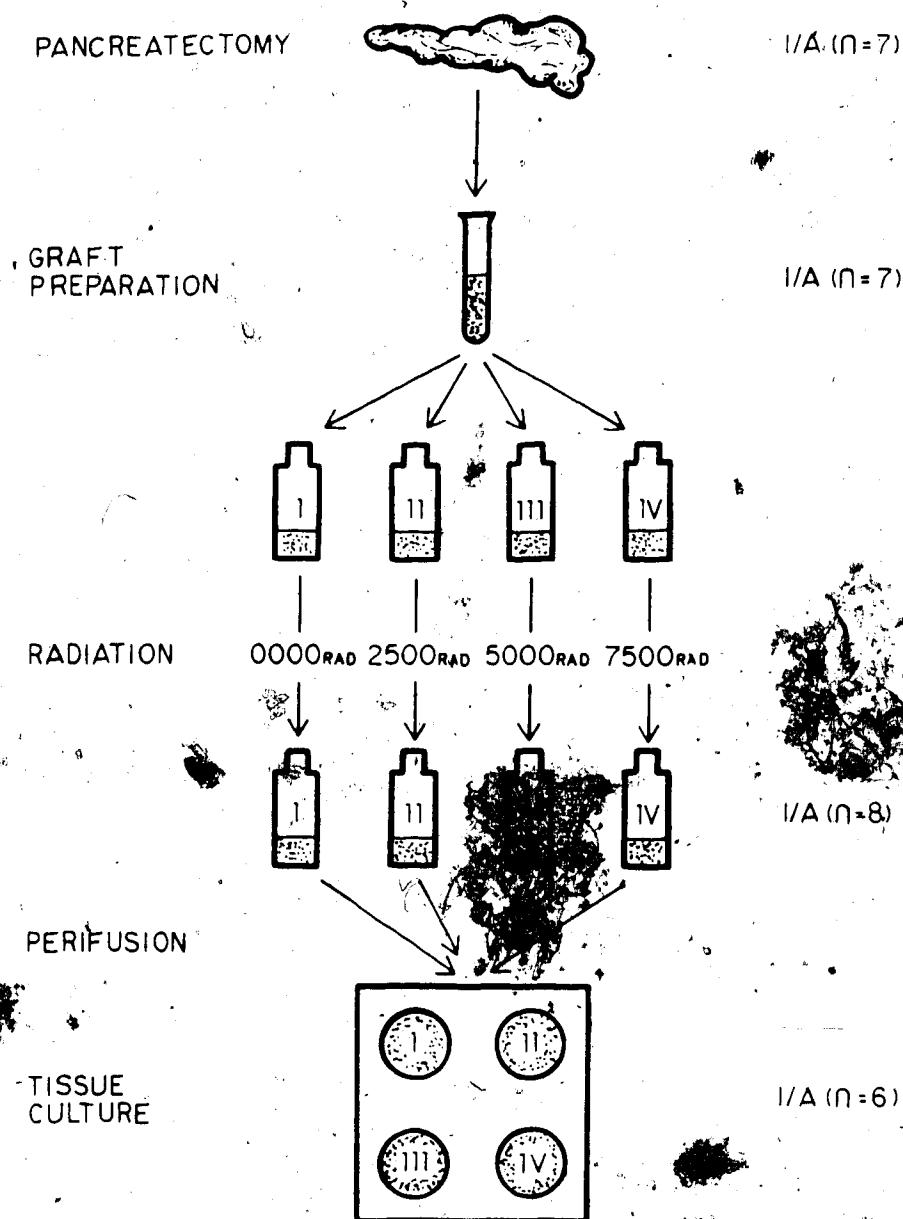 PANCREATECTOMY I/A (n=7)
GRAFT
PREPARATION I/A (n=7)
I II III IV
RADIATION 0000RAD 2500RAD 5000RAD 7500RAD
I II IV I/A (n=8)
PERIFUSION
I II
TISSUE
CULTURE I/A (n=6)
III IV